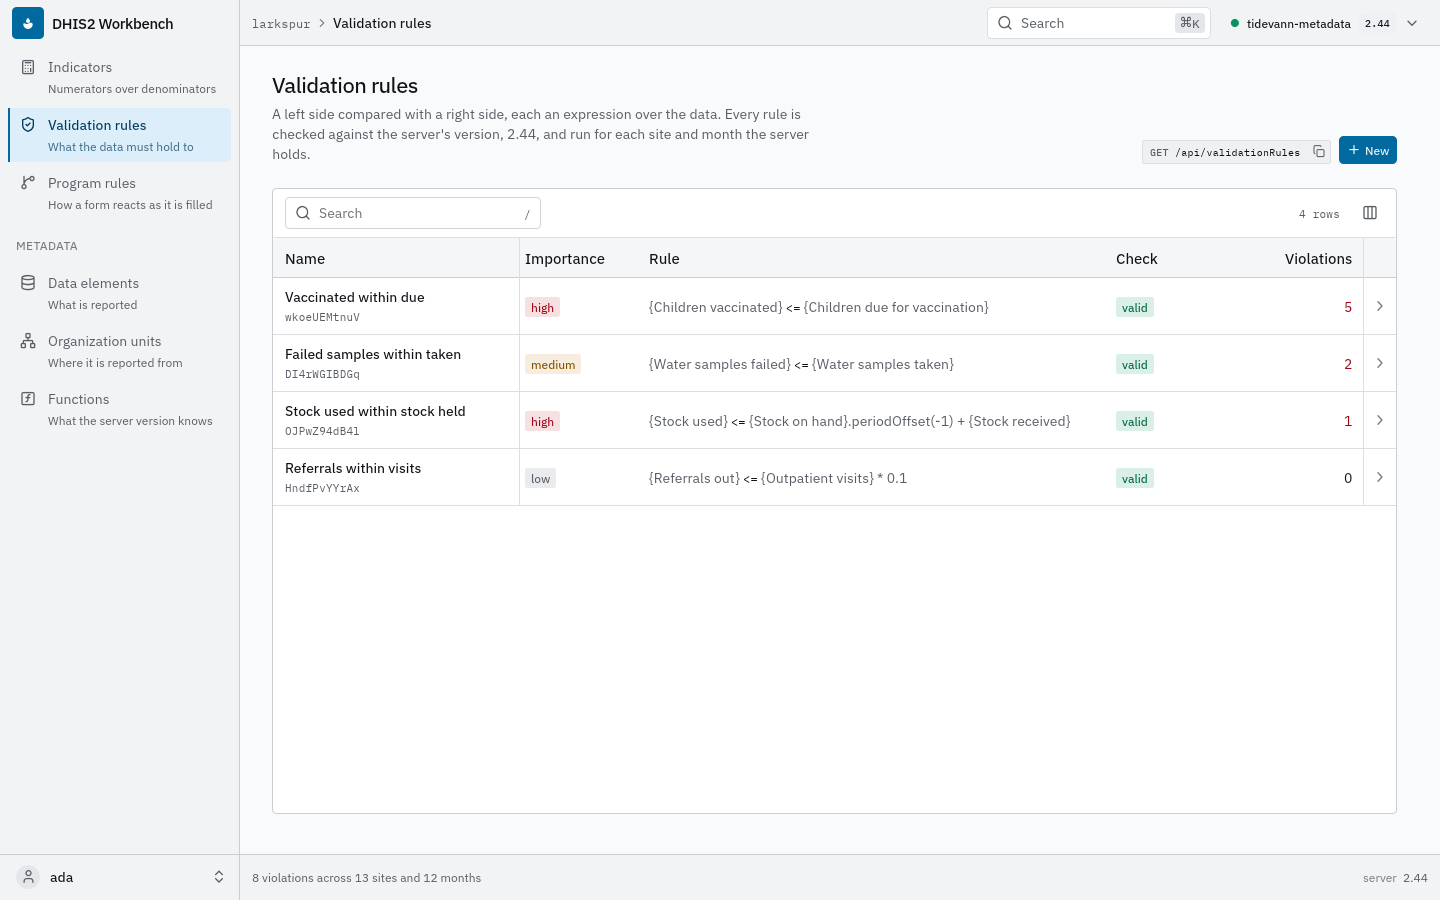 DHIS2 Workbench
larkspur > Validation rules
Search ⌘K
tidevann-metadata 2.44
Indicators
Numerators over denominators
Validation rules
What the data must hold to
Program rules
How a form reacts as it is filled
METADATA
Data elements
What is reported
Organization units
Where it is reported from
Functions
What the server version knows
Validation rules
A left side compared with a right side, each an expression over the data. Every rule is
checked against the server's version, 2.44, and run for each site and month the server
holds.
GET /api/validationRules
+ New
Search /
4 rows
Name Importance Rule Check Violations
Vaccinated within due
wkoeUEMtnuV
high {Children vaccinated} <= {Children due for vaccination} valid 5
Failed samples within taken
DI4rWGIBDGq
medium {Water samples failed} <= {Water samples taken} valid 2
Stock used within stock held
OJPwZ94dB4l
high {Stock used} <= {Stock on hand}.periodOffset(-1) + {Stock received} valid 1
Referrals within visits
HndfPvYYrAx
low {Referrals out} <= {Outpatient visits} * 0.1 valid 0
ada
8 violations across 13 sites and 12 months
server 2.44